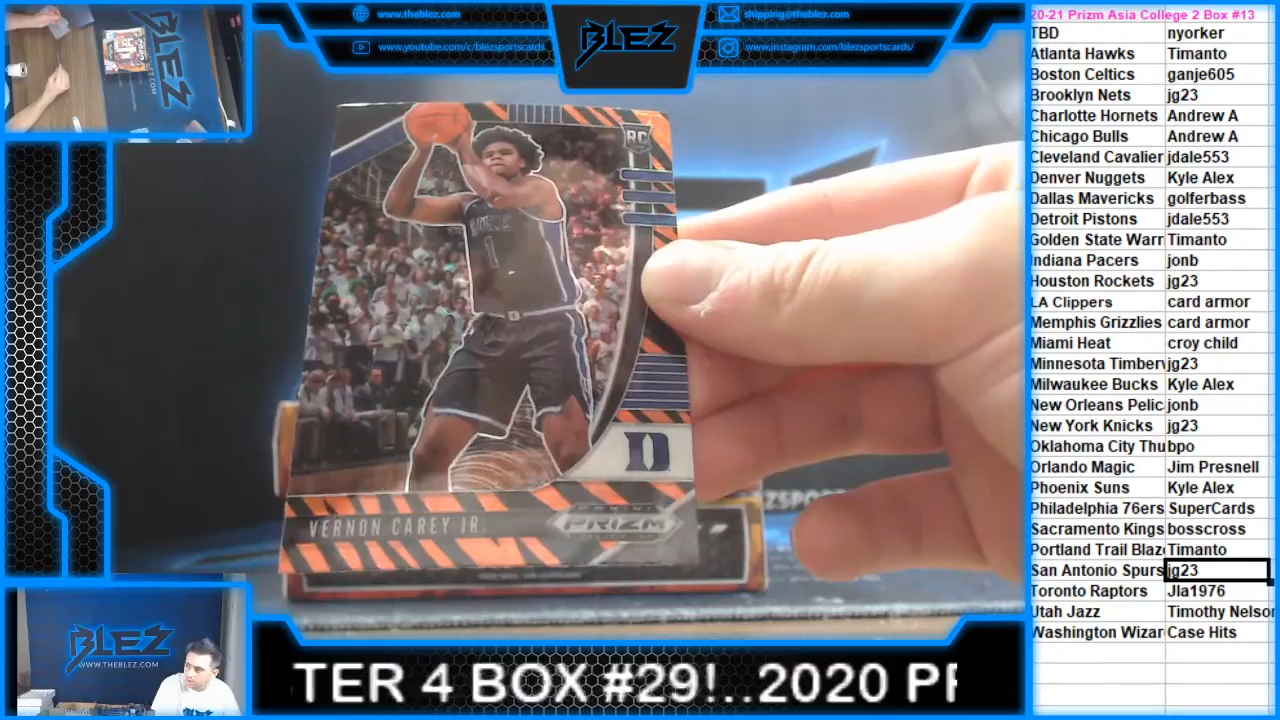 www.theblez.com
www.youtube.com/c/blezsportscards
BLEZ
shipping@theblez.com
www.instagram.com/blezsportscards/
RC
1
D
VERNON CAREY JR.
PANINI
PRIZM
BLEZ
WWW.THEBLEZ.COM
TER 4 BOX #29!..2020 PR
20-21 Prizm Asia College 2 Box #13
TBD nyorker
Atlanta Hawks Timanto
Boston Celtics ganje605
Brooklyn Nets jg23
Charlotte Hornets Andrew A
Chicago Bulls Andrew A
Cleveland Cavalier jdale553
Denver Nuggets Kyle Alex
Dallas Mavericks golferbass
Detroit Pistons jdale553
Golden State Warr Timanto
Indiana Pacers jonb
Houston Rockets jg23
LA Clippers card armor
Memphis Grizzlies card armor
Miami Heat croy child
Minnesota Timberv jg23
Milwaukee Bucks Kyle Alex
New Orleans Pelic jonb
New York Knicks jg23
Oklahoma City Thu bpo
Orlando Magic Jim Presnell
Phoenix Suns Kyle Alex
Philadelphia 76ers SuperCards
Sacramento Kings bosscross
Portland Trail Blaz Timanto
San Antonio Spurs jg23
Toronto Raptors Jla1976
Utah Jazz Timothy Nelson
Washington Wizar Case Hits